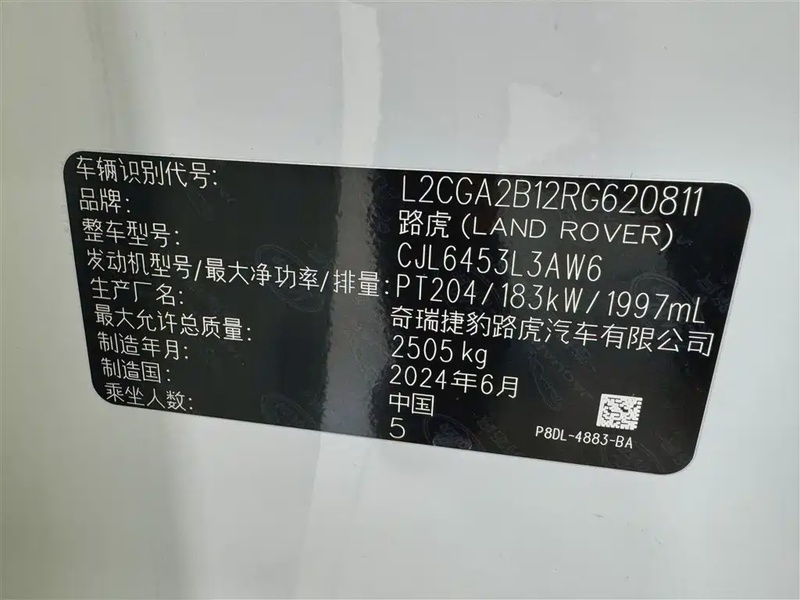 车辆识别代号: L2CGA2B12RG620811
品牌: 路虎(LAND ROVER)
整车型号: CJL6453L3AW6
发动机型号/最大净功率/排量: PT204/183kW/1997mL
生产厂名: 奇瑞捷豹路虎汽车有限公司
最大允许总质量: 2505kg
制造年月: 2024年6月
制造国: 中国
乘坐人数: 5
P8DL-4883-BA